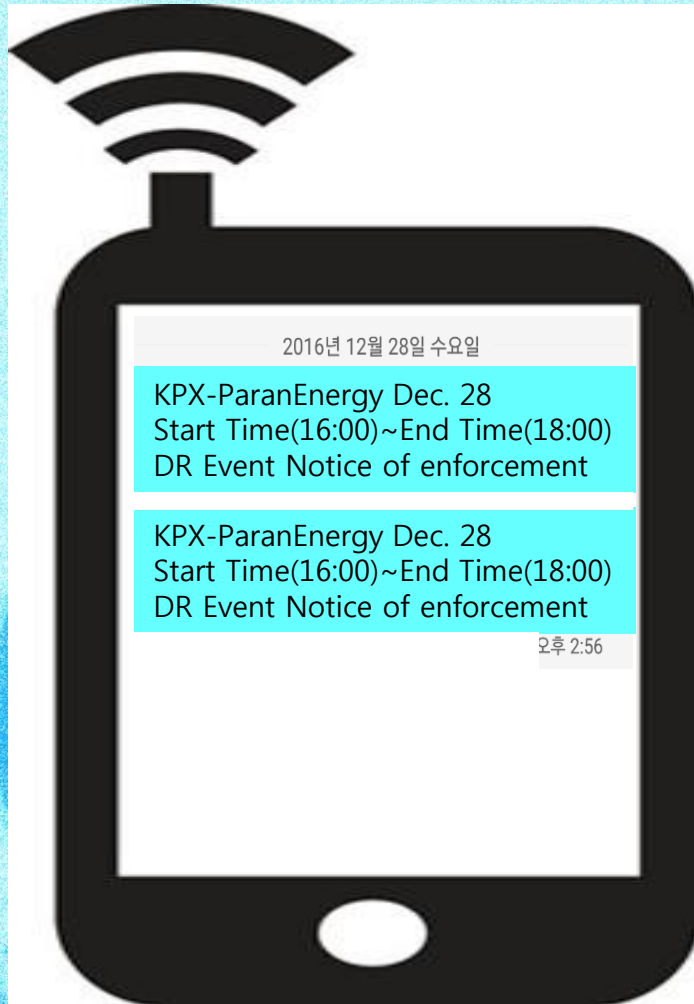 2016년 12월 28일 수요일
KPX-ParanEnergy Dec. 28
Start Time(16:00)~End Time(18:00)
DR Event Notice of enforcement
KPX-ParanEnergy Dec. 28
Start Time(16:00)~End Time(18:00)
DR Event Notice of enforcement
오후 2:56